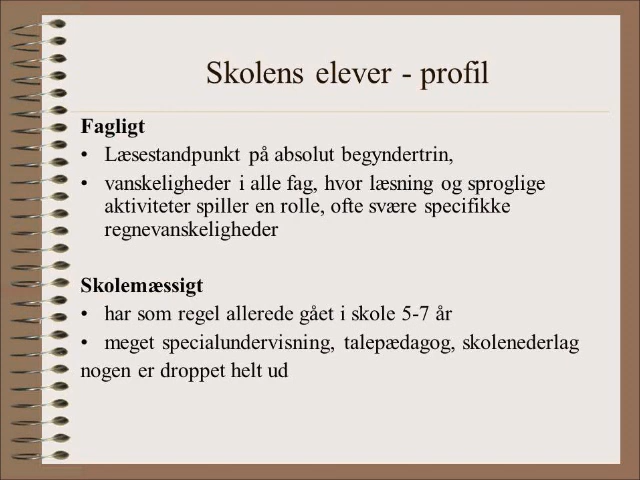 Skolens elever - profil
Fagligt
• Læsestandpunkt på absolut begyndertrin,
• vanskeligheder i alle fag, hvor læsning og sproglige
aktiviteter spiller en rolle, ofte svære specifikke
regnevanskeligheder
Skolemæssigt
• har som regel allerede gået i skole 5-7 år
• meget specialundervisning, talepædagog, skolenederlag
nogen er droppet helt ud